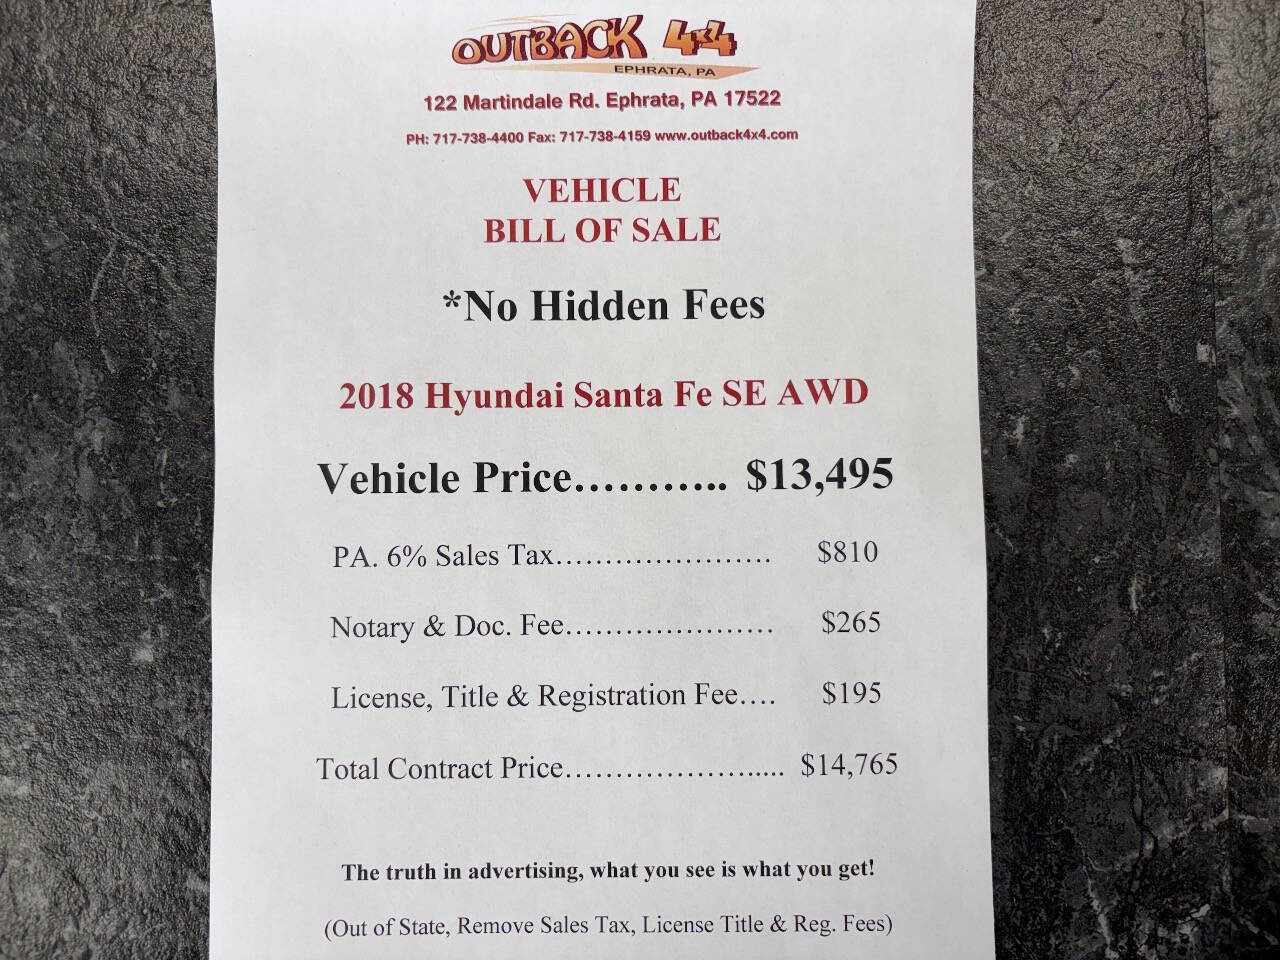 OUTBACK 4x4
EPHRATA, PA
122 Martindale Rd. Ephrata, PA 17522
PH: 717-738-4400 Fax: 717-738-4159 www.outback4x4.com
VEHICLE
BILL OF SALE
*No Hidden Fees
2018 Hyundai Santa Fe SE AWD
Vehicle Price……….. $13,495
PA. 6% Sales Tax…………………… $810
Notary & Doc. Fee………………… $265
License, Title & Registration Fee…. $195
Total Contract Price……………….…... $14,765
The truth in advertising, what you see is what you get!
(Out of State, Remove Sales Tax, License Title & Reg. Fees)